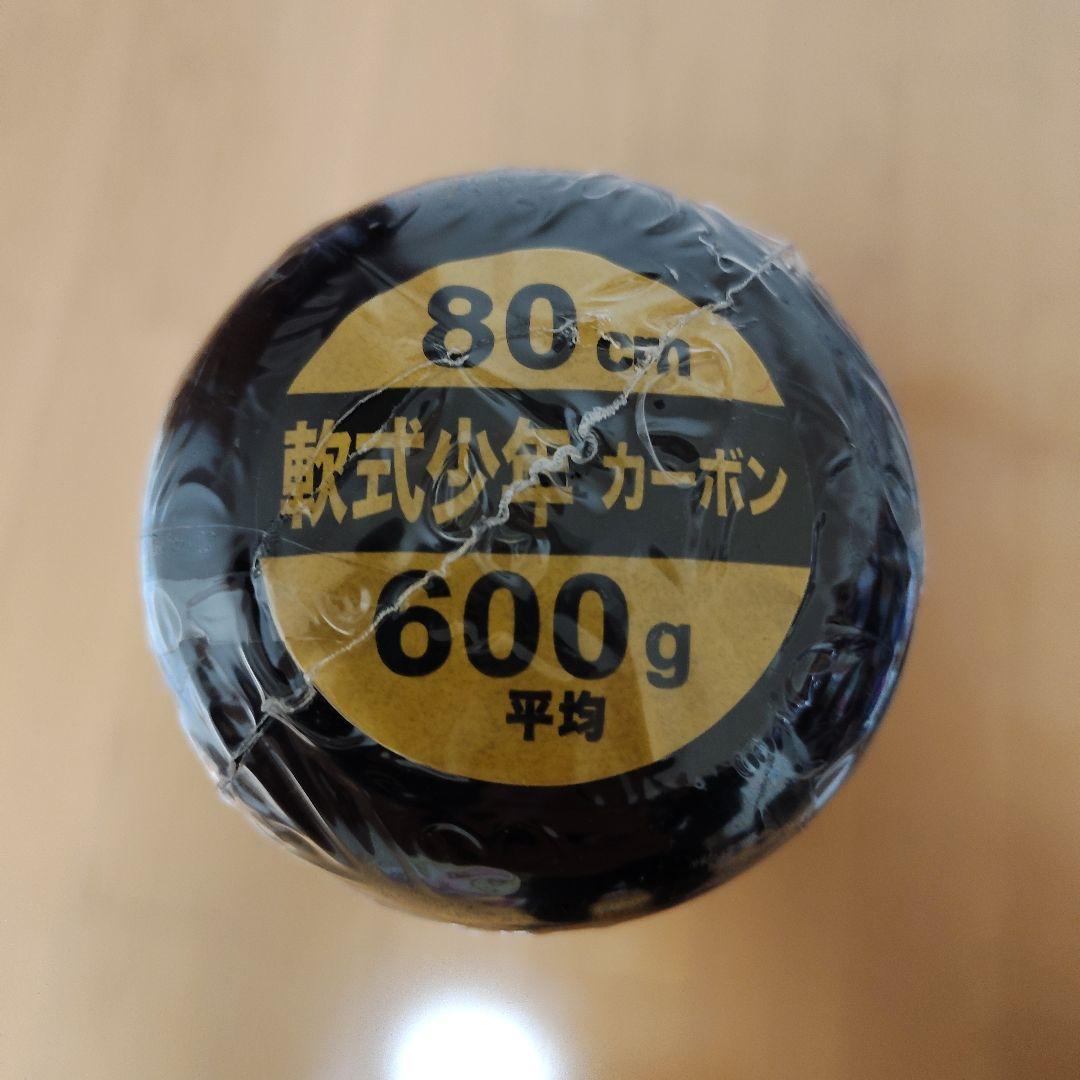 80cm
軟式少年 カーボン
600g
平均